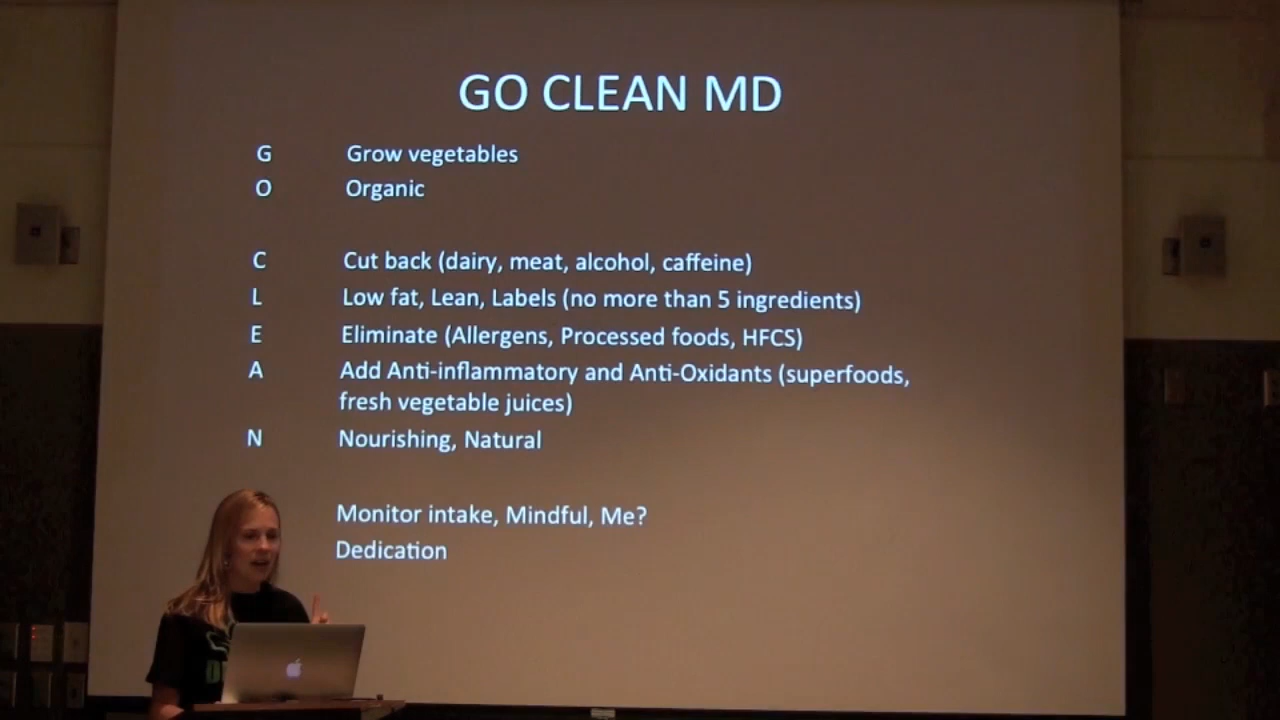 GO CLEAN MD
G Grow vegetables
O Organic
C Cut back (dairy, meat, alcohol, caffeine)
L Low fat, Lean, Labels (no more than 5 ingredients)
E Eliminate (Allergens, Processed foods, HFCS)
A Add Anti-inflammatory and Anti-Oxidants (superfoods,
fresh vegetable juices)
N Nourishing, Natural
Monitor intake, Mindful, Me?
Dedication